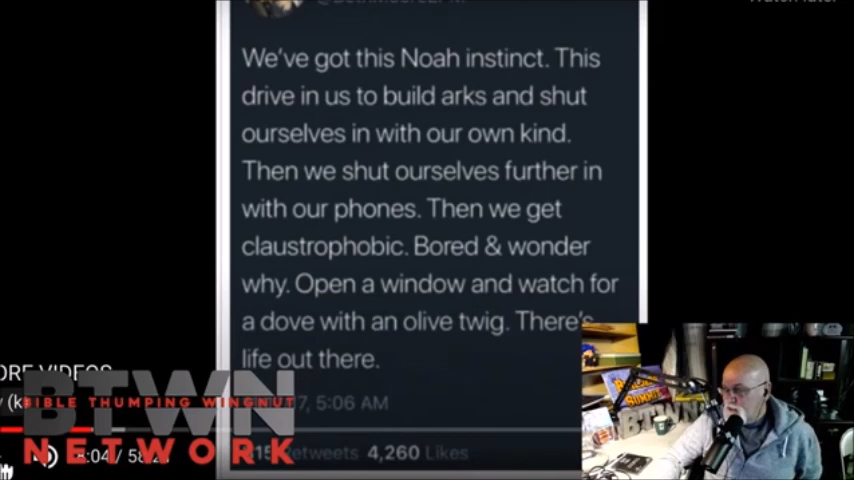 We've got this Noah instinct. This
drive in us to build arks and shut
ourselves in with our own kind.
Then we shut ourselves further in
with our phones. Then we get
claustrophobic. Bored & wonder
why. Open a window and watch for
a dove with an olive twig. There's
life out there.
5:06 AM
4,260 Likes
VIDEOS
BTWN
BIBLE THUMPING WINGNUT
NETWORK
BTWN